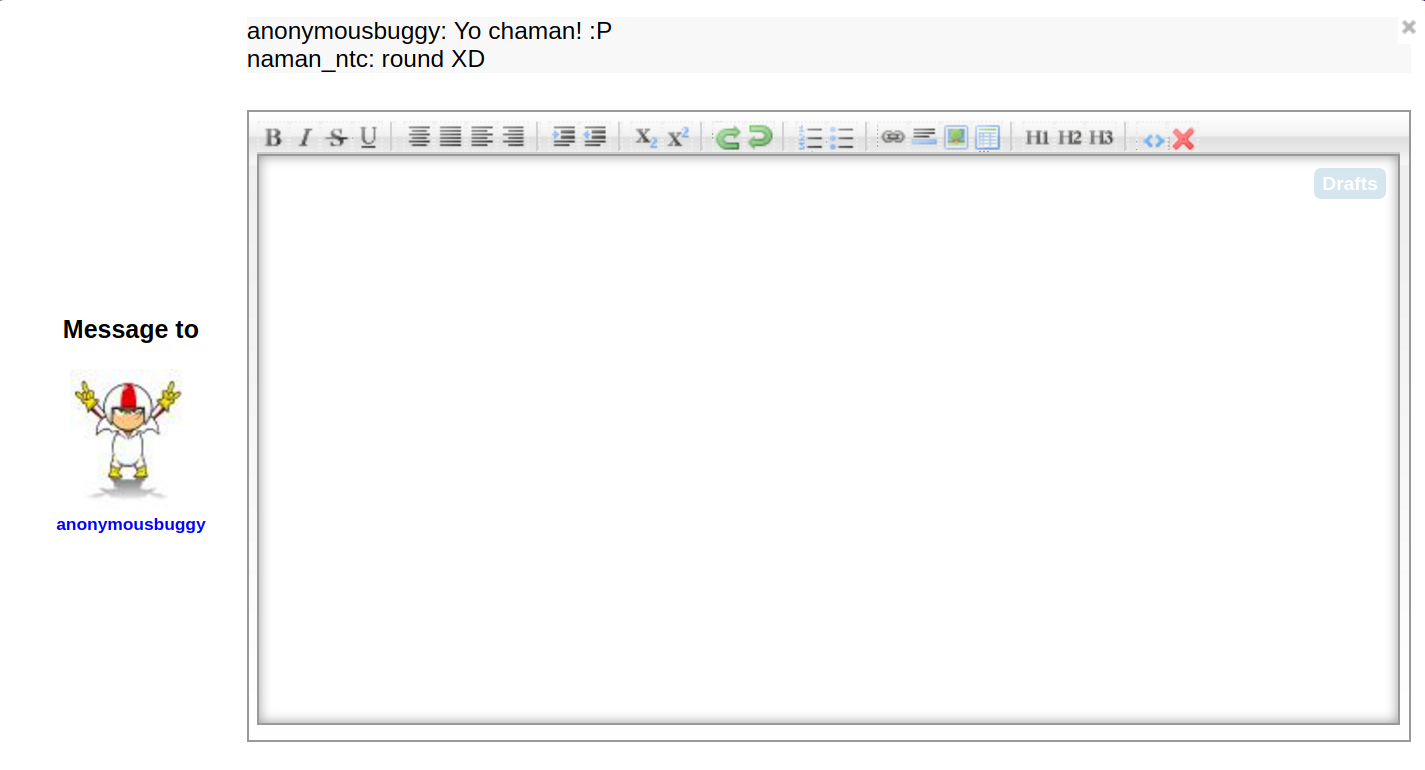 anonymousbuggy: Yo chaman! :P
naman_ntc: round XD
B I S U X2 X2 H1 H2 H3
Drafts
Message to
anonymousbuggy